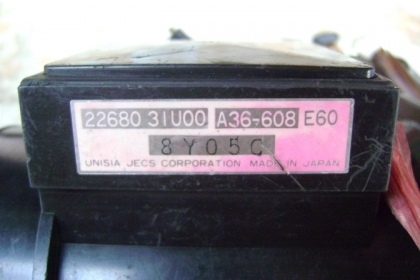 22680 31U00 A36-608 E60
8Y05C
UNISIA JECS CORPORATION MADE IN JAPAN